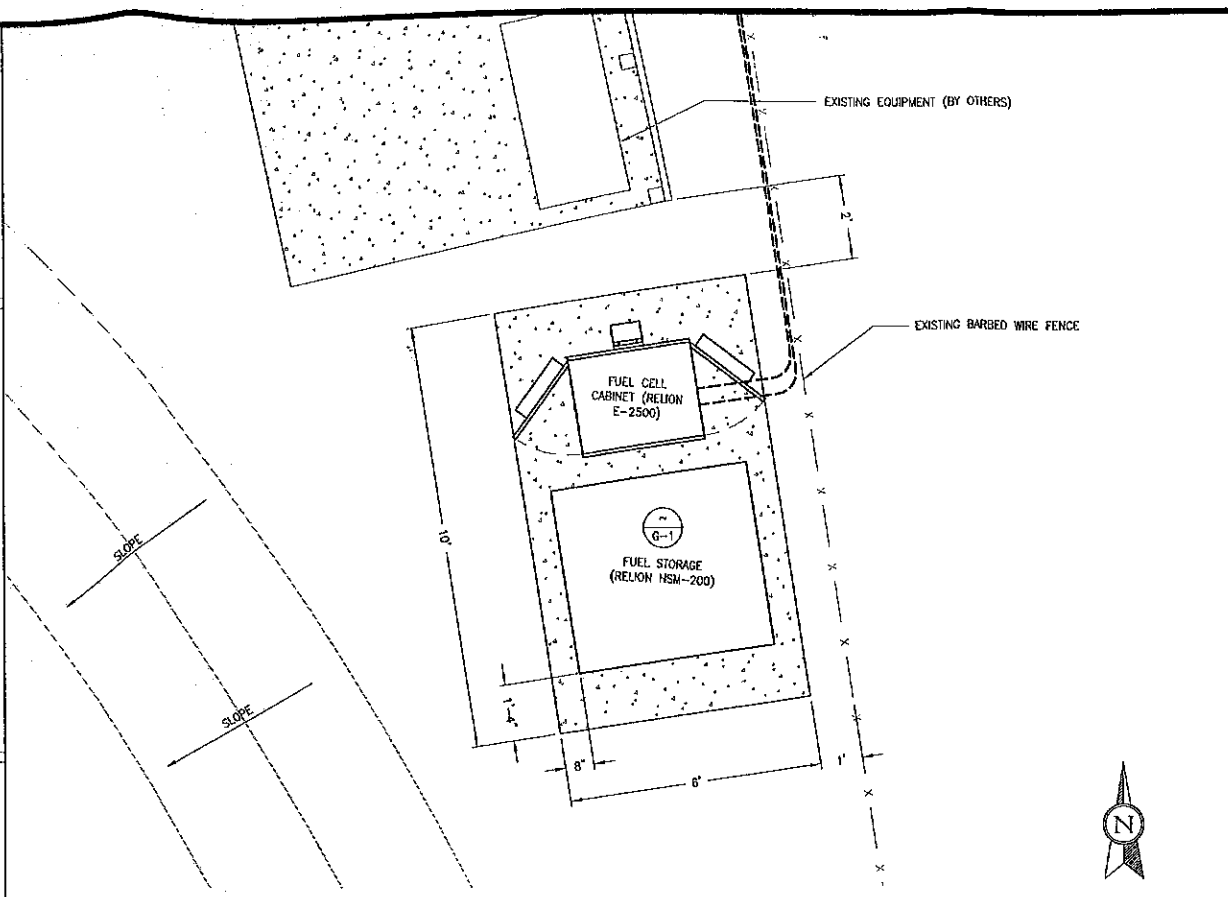 EXISTING EQUIPMENT (BY OTHERS)
2'
EXISTING BARBED WIRE FENCE
FUEL CELL
CABINET (RELION
E-2500)
10'
~
G-1
FUEL STORAGE
(RELION HSM-200)
SLOPE
SLOPE
1'-4"
8"
6'
1'
N